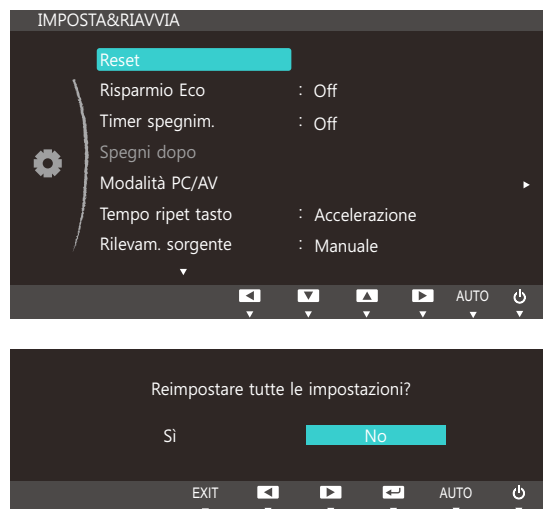 IMPOSTA&RIAVVIA
Reset
Risparmio Eco : Off
Timer spegnim. : Off
Spegni dopo
Modalità PC/AV
Tempo ripet tasto : Accelerazione
Rilevam. sorgente : Manuale
AUTO
Reimpostare tutte le impostazioni?
Sì No
EXIT AUTO